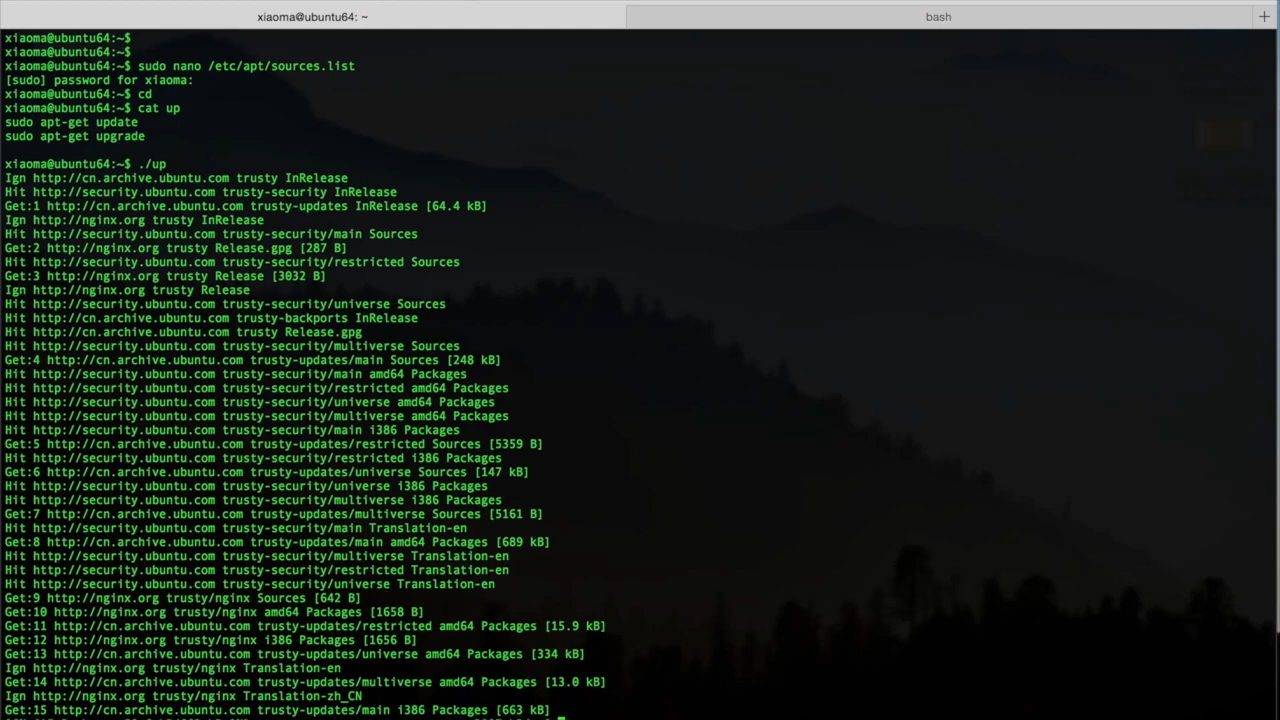 xiaoma@ubuntu64: ~
bash
xiaoma@ubuntu64:~$
xiaoma@ubuntu64:~$
xiaoma@ubuntu64:~$ sudo nano /etc/apt/sources.list
[sudo] password for xiaoma:
xiaoma@ubuntu64:~$ cd
xiaoma@ubuntu64:~$ cat up
sudo apt-get update
sudo apt-get upgrade
xiaoma@ubuntu64:~$ ./up
Ign http://cn.archive.ubuntu.com trusty InRelease
Hit http://security.ubuntu.com trusty-security InRelease
Get:1 http://cn.archive.ubuntu.com trusty-updates InRelease [64.4 kB]
Ign http://nginx.org trusty InRelease
Hit http://security.ubuntu.com trusty-security/main Sources
Get:2 http://nginx.org trusty Release.gpg [287 B]
Hit http://security.ubuntu.com trusty-security/restricted Sources
Get:3 http://nginx.org trusty Release [3032 B]
Ign http://nginx.org trusty Release
Hit http://security.ubuntu.com trusty-security/universe Sources
Hit http://cn.archive.ubuntu.com trusty-backports InRelease
Hit http://cn.archive.ubuntu.com trusty Release.gpg
Hit http://security.ubuntu.com trusty-security/multiverse Sources
Get:4 http://cn.archive.ubuntu.com trusty-updates/main Sources [248 kB]
Hit http://security.ubuntu.com trusty-security/main amd64 Packages
Hit http://security.ubuntu.com trusty-security/restricted amd64 Packages
Hit http://security.ubuntu.com trusty-security/universe amd64 Packages
Hit http://security.ubuntu.com trusty-security/multiverse amd64 Packages
Hit http://security.ubuntu.com trusty-security/main i386 Packages
Get:5 http://cn.archive.ubuntu.com trusty-updates/restricted Sources [5359 B]
Hit http://security.ubuntu.com trusty-security/restricted i386 Packages
Get:6 http://cn.archive.ubuntu.com trusty-updates/universe Sources [147 kB]
Hit http://security.ubuntu.com trusty-security/universe i386 Packages
Hit http://security.ubuntu.com trusty-security/multiverse i386 Packages
Get:7 http://cn.archive.ubuntu.com trusty-updates/multiverse Sources [5161 B]
Hit http://security.ubuntu.com trusty-security/main Translation-en
Get:8 http://cn.archive.ubuntu.com trusty-updates/main amd64 Packages [689 kB]
Hit http://security.ubuntu.com trusty-security/multiverse Translation-en
Hit http://security.ubuntu.com trusty-security/restricted Translation-en
Hit http://security.ubuntu.com trusty-security/universe Translation-en
Get:9 http://nginx.org trusty/nginx Sources [642 B]
Get:10 http://nginx.org trusty/nginx amd64 Packages [1658 B]
Get:11 http://cn.archive.ubuntu.com trusty-updates/restricted amd64 Packages [15.9 kB]
Get:12 http://nginx.org trusty/nginx i386 Packages [1656 B]
Get:13 http://cn.archive.ubuntu.com trusty-updates/universe amd64 Packages [334 kB]
Ign http://nginx.org trusty/nginx Translation-en
Get:14 http://cn.archive.ubuntu.com trusty-updates/multiverse amd64 Packages [13.0 kB]
Ign http://nginx.org trusty/nginx Translation-zh_CN
Get:15 http://cn.archive.ubuntu.com trusty-updates/main i386 Packages [663 kB]